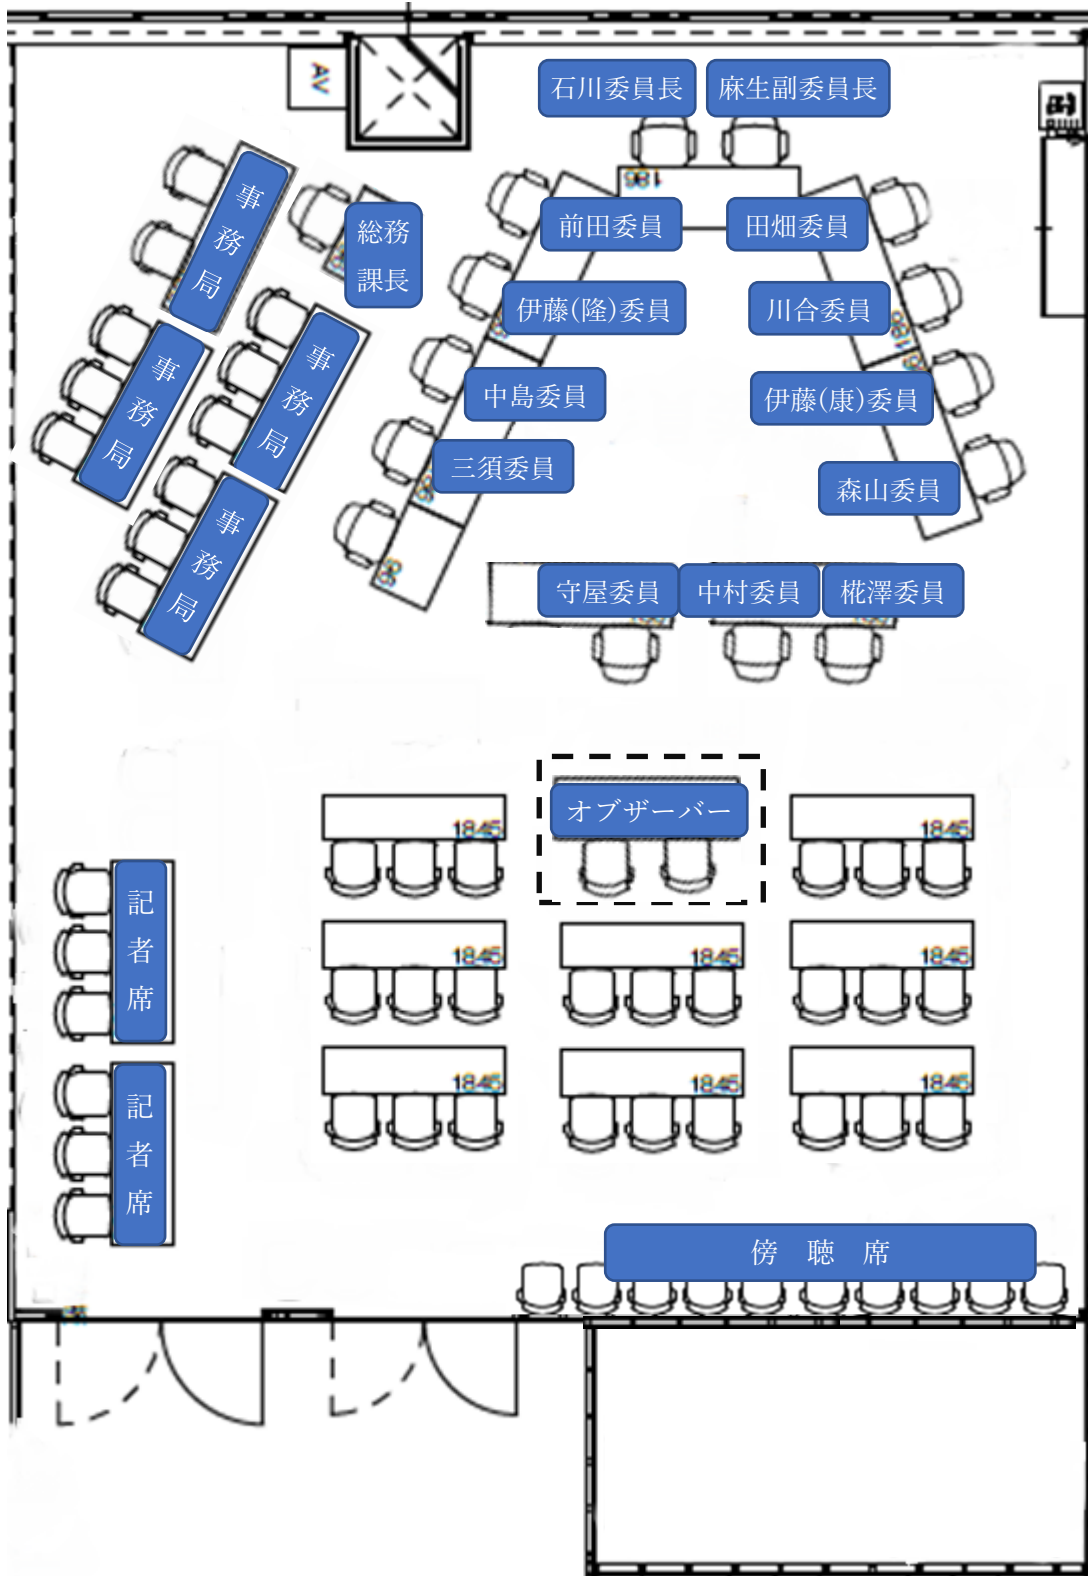 AV
石川委員長
麻生副委員長
前田委員
田畑委員
伊藤(隆)委員
川合委員
中島委員
伊藤(康)委員
三須委員
森山委員
守屋委員
中村委員
椛澤委員
総務
課長
事務局
事務局
事務局
事務局
オブザーバー
1845
1845
1845
1845
1845
1845
1845
1845
記者席
記者席
傍 聴 席